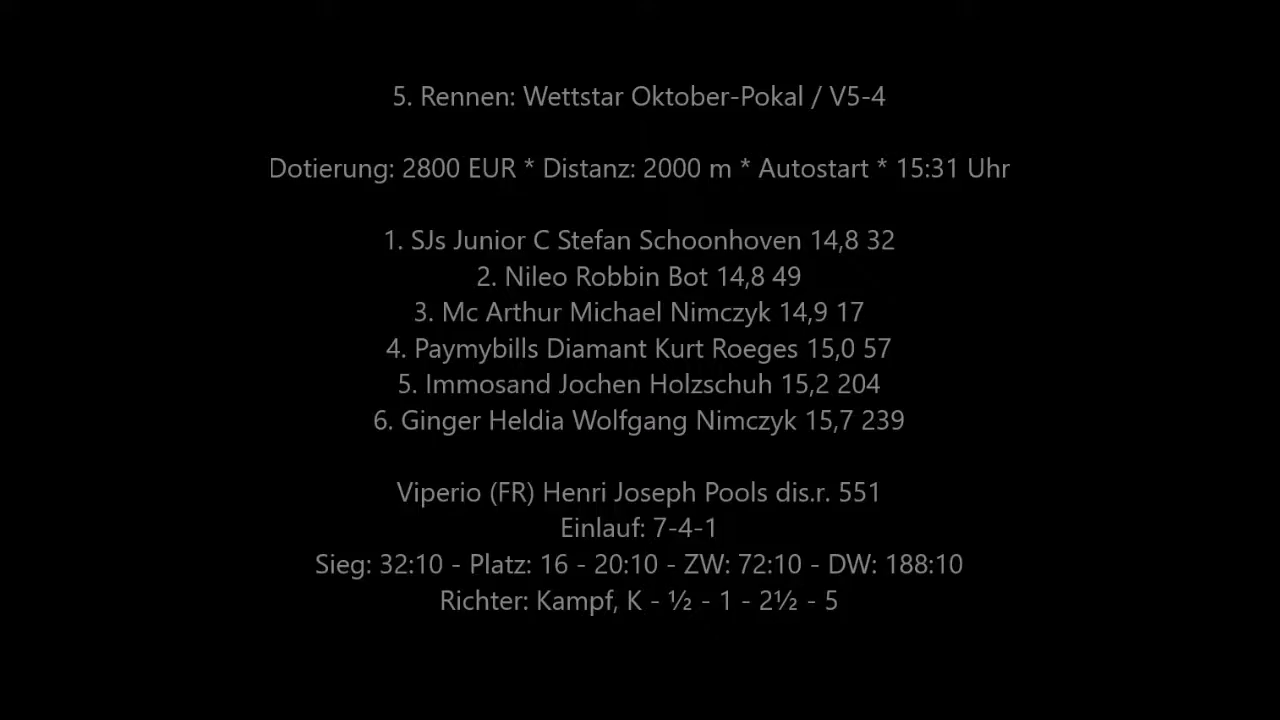 5. Rennen: Wettstar Oktober-Pokal / V5-4
Dotierung: 2800 EUR * Distanz: 2000 m * Autostart * 15:31 Uhr
1. SJs Junior C Stefan Schoonhoven 14,8 32
2. Nileo Robbin Bot 14,8 49
3. Mc Arthur Michael Nimczyk 14,9 17
4. Paymybills Diamant Kurt Roeges 15,0 57
5. Immosand Jochen Holzschuh 15,2 204
6. Ginger Heldia Wolfgang Nimczyk 15,7 239
Viperio (FR) Henri Joseph Pools dis.r. 551
Einlauf: 7-4-1
Sieg: 32:10 - Platz: 16 - 20:10 - ZW: 72:10 - DW: 188:10
Richter: Kampf, K - ½ - 1 - 2½ - 5